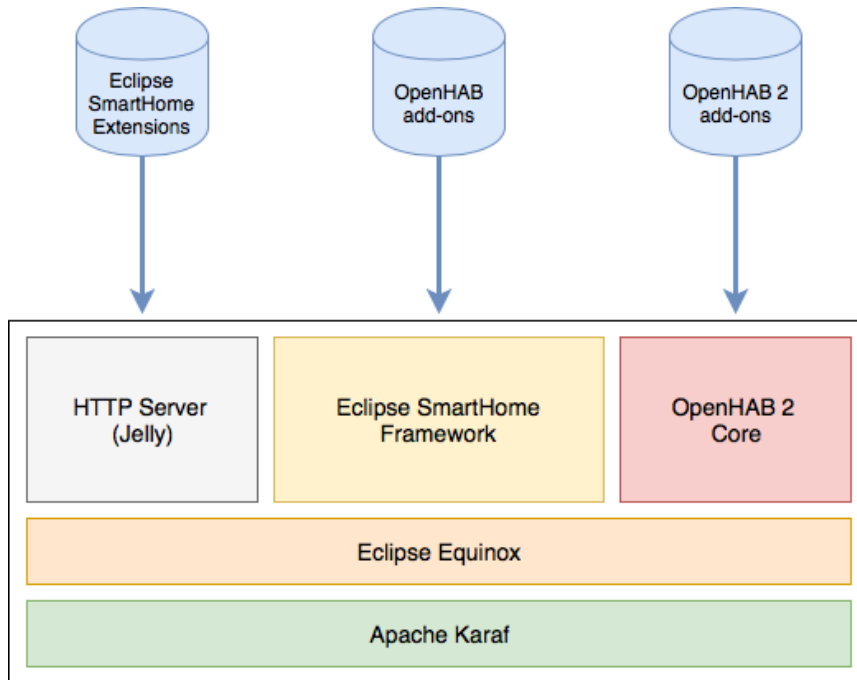 Eclipse
SmartHome
Extensions
OpenHAB
add-ons
OpenHAB 2
add-ons
HTTP Server
(Jelly)
Eclipse SmartHome
Framework
OpenHAB 2
Core
Eclipse Equinox
Apache Karaf